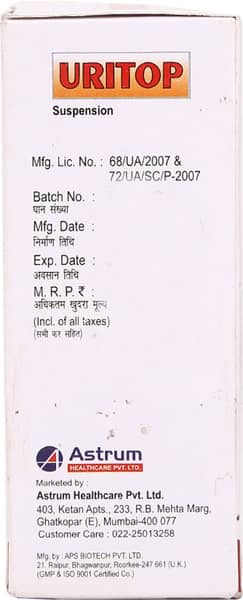 URITOP
Suspension
Mfg. Lic. No. : 68/UA/2007 &
72/UA/SC/P-2007
Batch No. :
घान संख्या
Mfg. Date :
निर्माण तिथि
Exp. Date :
अवसान तिथि
M. R. P. ₹ :
अधिकतम खुदरा मूल्य
(Incl. of all taxes)
(सभी कर सहित)
Astrum
HEALTHCARE PVT. LTD.
Marketed by :
Astrum Healthcare Pvt. Ltd.
403, Ketan Apts., 233, R.B. Mehta Marg,
Ghatkopar (E), Mumbai-400 077
Customer Care : 022-25013258
Mfg. by : APS BIOTECH PVT. LTD.
21, Raipur, Bhagwanpur, Roorkee-247 661 (U.K.)
(GMP & ISO 9001 Certified Co.)